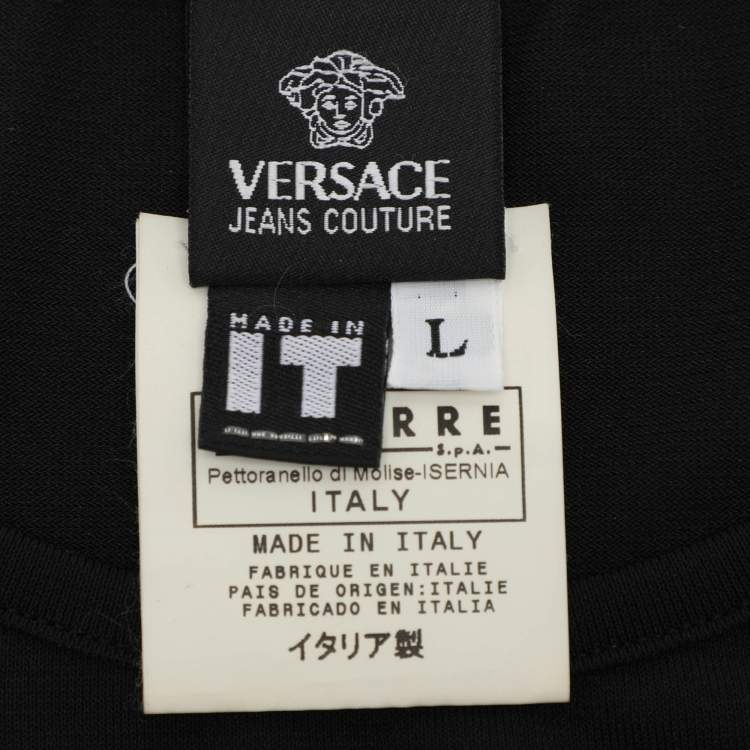 VERSACE
JEANS COUTURE
MADE IN
IT
L
RRE
S.p.A.
Pettoranello di Molise-ISERNIA
ITALY
MADE IN ITALY
FABRIQUE EN ITALIE
PAIS DE ORIGEN:ITALIE
FABRICADO EN ITALIA
イタリア製